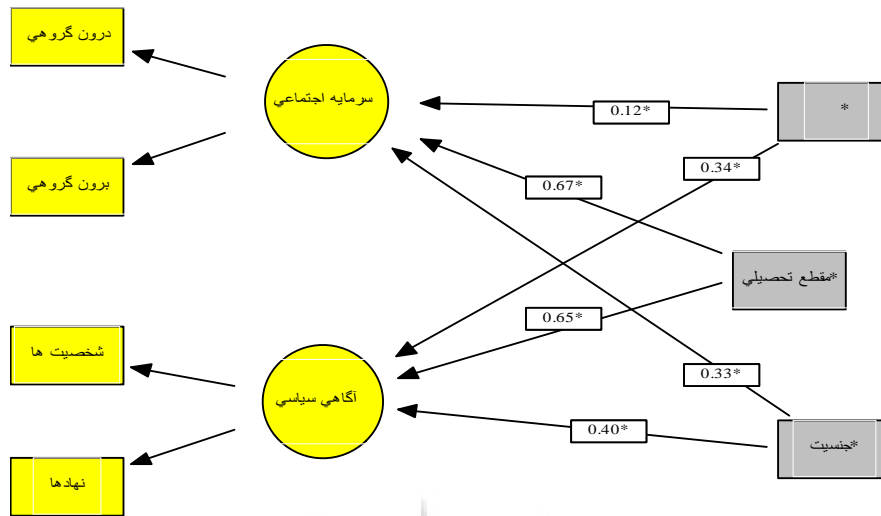 درون گروهي
سرمايه اجتماعي
0.12*
*
برون گروهي
0.34*
0.67*
*مقطع تحصيلي
0.65*
شخصيت ها
0.33*
آگاهي سياسي
0.40*
*جنسيت
نهادها